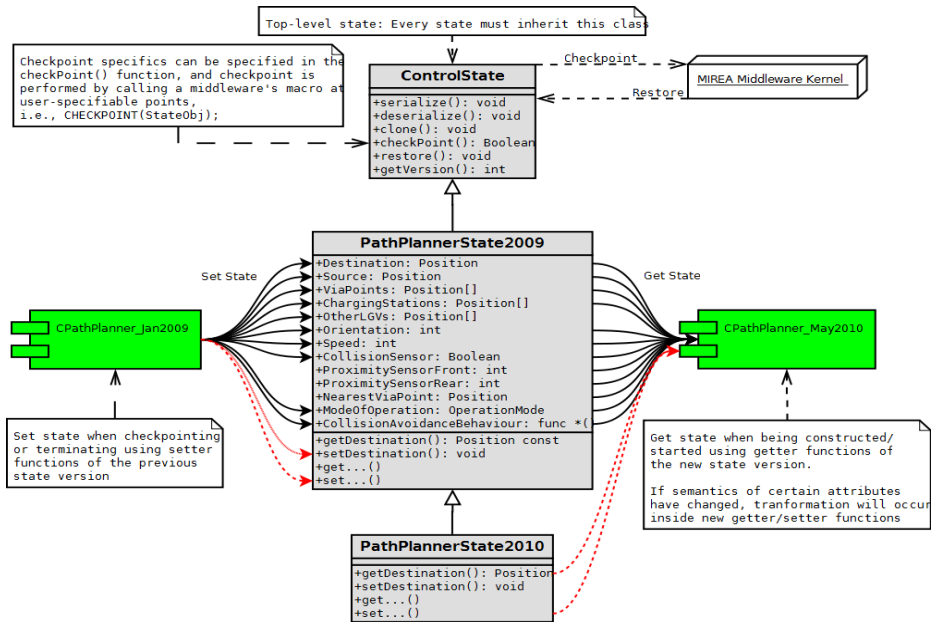 Top-level state: Every state must inherit this class
Checkpoint specifics can be specified in the
checkPoint() function, and checkpoint is
performed by calling a middleware's macro at
user-specifiable points,
i.e., CHECKPOINT(StateObj);
ControlState
+serialize(): void
+deserialize(): void
+clone(): void
+checkPoint(): Boolean
+restore(): void
+getVersion(): int
Checkpoint
Restore
MIREA Middleware Kernel
PathPlannerState2009
+Destination: Position
+Source: Position
+ViaPoints: Position[]
+ChargingStations: Position[]
+OtherLGVs: Position[]
+Orientation: int
+Speed: int
+CollisionSensor: Boolean
+ProximitySensorFront: int
+ProximitySensorRear: int
+NearestViaPoint: Position
+ModeOfOperation: OperationMode
+CollisionAvoidanceBehaviour: func *(
+getDestination(): Position const
+setDestination(): void
+get...()
+set...()
Set State
Get State
CPathPlanner_Jan2009
CPathPlanner_May2010
Set state when checkpointing
or terminating using setter
functions of the previous
state version
Get state when being constructed/
started using getter functions of
the new state version.
If semantics of certain attributes
have changed, tranformation will occur
inside new getter/setter functions
PathPlannerState2010
+getDestination(): Position
+setDestination(): void
+get...()
+set...()